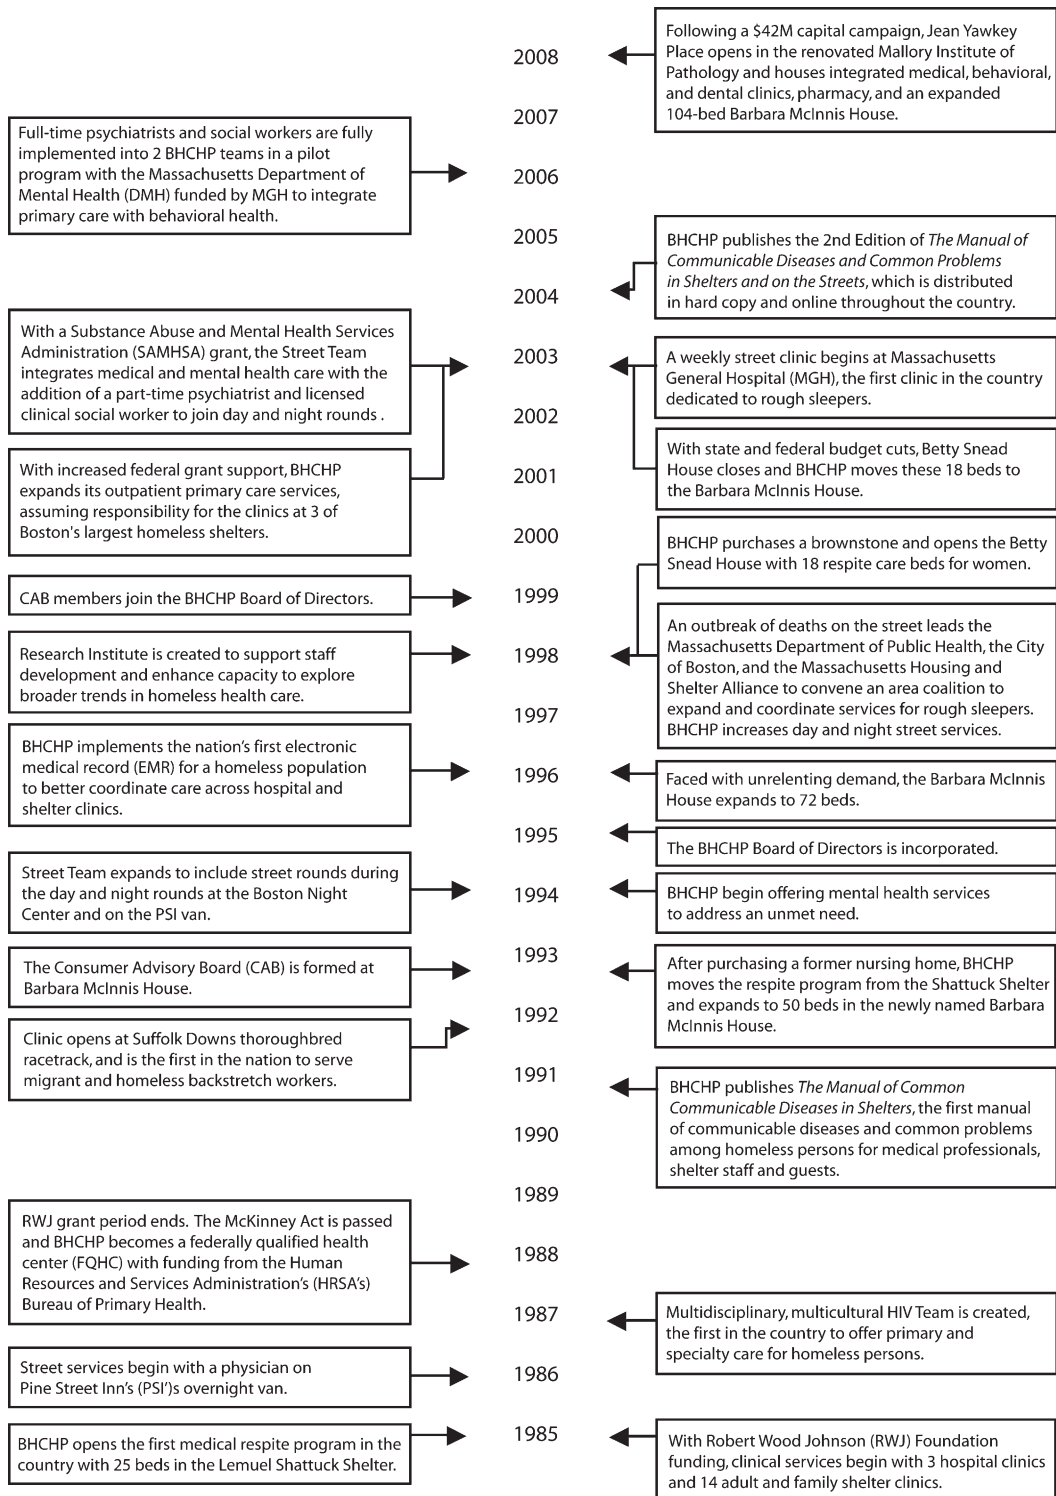 2008
Following a $42M capital campaign, Jean Yawkey
Place opens in the renovated Mallory Institute of
Pathology and houses integrated medical, behavioral,
and dental clinics, pharmacy, and an expanded
104-bed Barbara McInnis House.
2007
Full-time psychiatrists and social workers are fully
implemented into 2 BHCHP teams in a pilot
program with the Massachusetts Department of
Mental Health (DMH) funded by MGH to integrate
primary care with behavioral health.
2006
2005
BHCHP publishes the 2nd Edition of The Manual of
Communicable Diseases and Common Problems
in Shelters and on the Streets, which is distributed
in hard copy and online throughout the country.
2004
With a Substance Abuse and Mental Health Services
Administration (SAMHSA) grant, the Street Team
integrates medical and mental health care with the
addition of a part-time psychiatrist and licensed
clinical social worker to join day and night rounds .
2003
A weekly street clinic begins at Massachusetts
General Hospital (MGH), the first clinic in the country
dedicated to rough sleepers.
2002
With increased federal grant support, BHCHP
expands its outpatient primary care services,
assuming responsibility for the clinics at 3 of
Boston's largest homeless shelters.
2001
With state and federal budget cuts, Betty Snead
House closes and BHCHP moves these 18 beds to
the Barbara McInnis House.
2000
BHCHP purchases a brownstone and opens the Betty
Snead House with 18 respite care beds for women.
CAB members join the BHCHP Board of Directors.
1999
Research Institute is created to support staff
development and enhance capacity to explore
broader trends in homeless health care.
1998
An outbreak of deaths on the street leads the
Massachusetts Department of Public Health, the City
of Boston, and the Massachusetts Housing and
Shelter Alliance to convene an area coalition to
expand and coordinate services for rough sleepers.
BHCHP increases day and night street services.
1997
BHCHP implements the nation's first electronic
medical record (EMR) for a homeless population
to better coordinate care across hospital and
shelter clinics.
1996
Faced with unrelenting demand, the Barbara McInnis
House expands to 72 beds.
1995
The BHCHP Board of Directors is incorporated.
Street Team expands to include street rounds during
the day and night rounds at the Boston Night
Center and on the PSI van.
1994
BHCHP begin offering mental health services
to address an unmet need.
1993
The Consumer Advisory Board (CAB) is formed at
Barbara McInnis House.
After purchasing a former nursing home, BHCHP
moves the respite program from the Shattuck Shelter
and expands to 50 beds in the newly named Barbara
McInnis House.
1992
Clinic opens at Suffolk Downs thoroughbred
racetrack, and is the first in the nation to serve
migrant and homeless backstretch workers.
1991
BHCHP publishes The Manual of Common
Communicable Diseases in Shelters, the first manual
of communicable diseases and common problems
among homeless persons for medical professionals,
shelter staff and guests.
1990
1989
RWJ grant period ends. The McKinney Act is passed
and BHCHP becomes a federally qualified health
center (FQHC) with funding from the Human
Resources and Services Administration's (HRSA's)
Bureau of Primary Health.
1988
1987
Multidisciplinary, multicultural HIV Team is created,
the first in the country to offer primary and
specialty care for homeless persons.
Street services begin with a physician on
Pine Street Inn's (PSI')s overnight van.
1986
1985
BHCHP opens the first medical respite program in the
country with 25 beds in the Lemuel Shattuck Shelter.
With Robert Wood Johnson (RWJ) Foundation
funding, clinical services begin with 3 hospital clinics
and 14 adult and family shelter clinics.